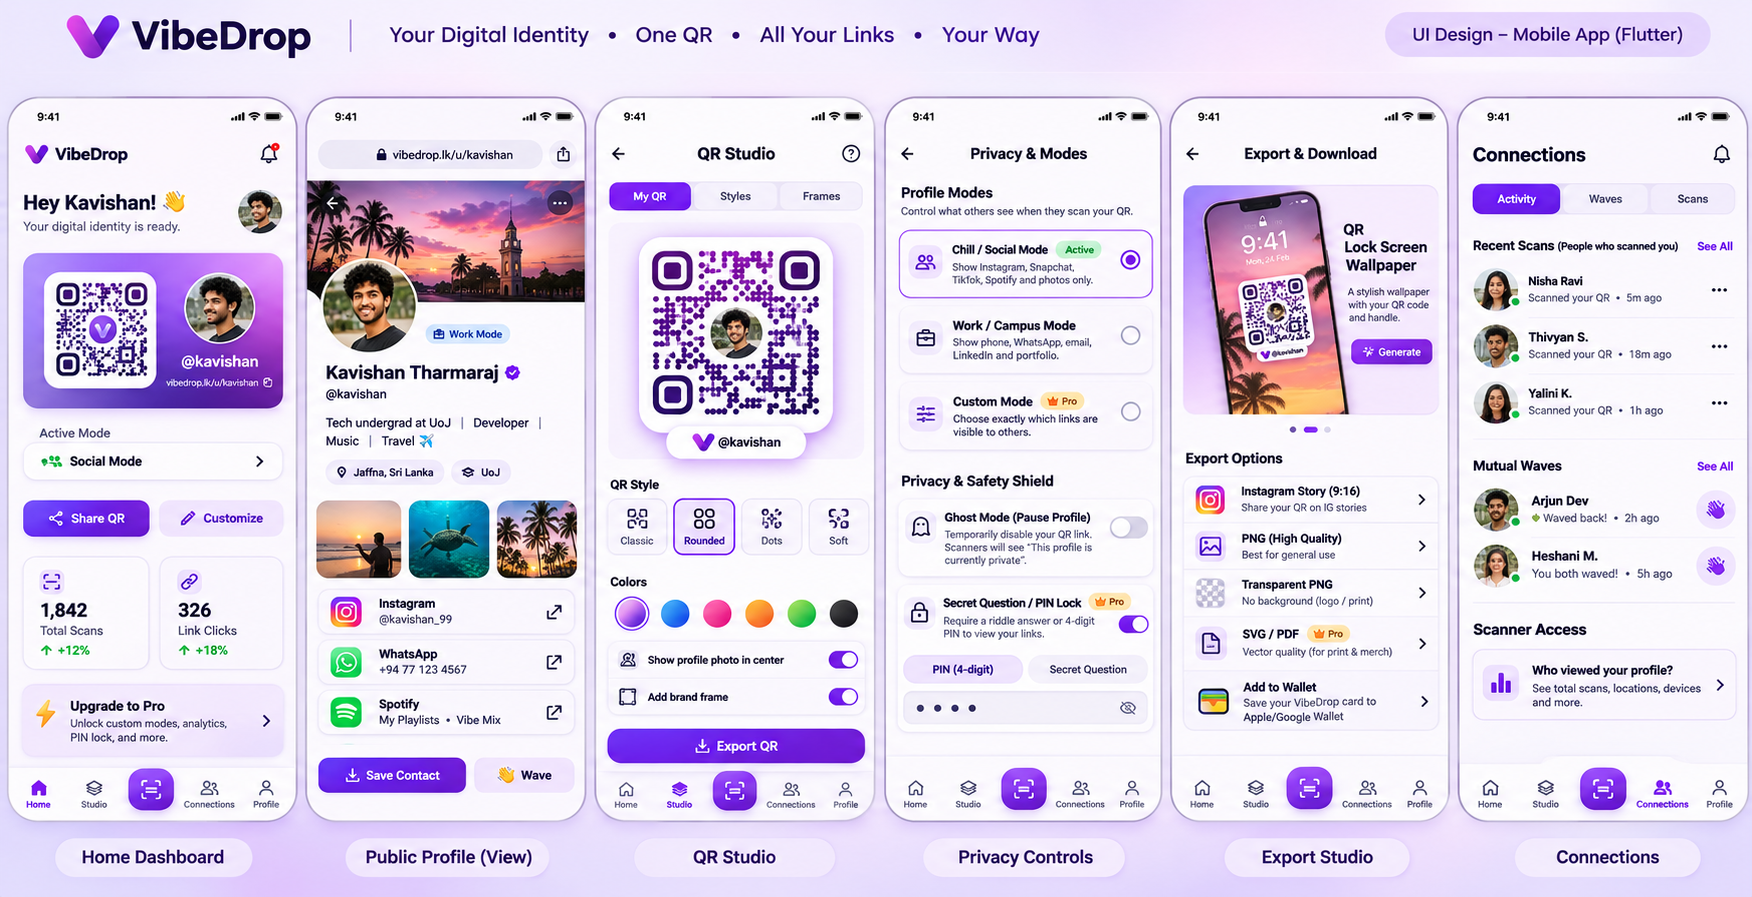 VibeDrop
Your Digital Identity • One QR • All Your Links • Your Way
UI Design – Mobile App (Flutter)
9:41
VibeDrop
Hey Kavishan! 👋
Your digital identity is ready.
@kavishan
vibedrop.lk/u/kavishan
Active Mode
Social Mode
Share QR
Customize
1,842
Total Scans
+12%
326
Link Clicks
+18%
Upgrade to Pro
Unlock custom modes, analytics,
PIN lock, and more.
Home
Studio
Connections
Profile
Home Dashboard
9:41
vibedrop.lk/u/kavishan
Work Mode
Kavishan Tharmaraj
@kavishan
Tech undergrad at UoJ | Developer |
Music | Travel ✈️
Jaffna, Sri Lanka
UoJ
Instagram
@kavishan_99
WhatsApp
+94 77 123 4567
Spotify
My Playlists • Vibe Mix
Save Contact
👋 Wave
Public Profile (View)
9:41
QR Studio
My QR
Styles
Frames
@kavishan
QR Style
Classic
Rounded
Dots
Soft
Colors
Show profile photo in center
Add brand frame
Export QR
Home
Studio
Connections
Profile
QR Studio
9:41
Privacy & Modes
Profile Modes
Control what others see when they scan your QR.
Chill / Social Mode
Active
Show Instagram, Snapchat,
TikTok, Spotify and photos only.
Work / Campus Mode
Show phone, WhatsApp, email,
LinkedIn and portfolio.
Custom Mode
Pro
Choose exactly which links are
visible to others.
Privacy & Safety Shield
Ghost Mode (Pause Profile)
Temporarily disable your QR link.
Scanners will see "This profile is
currently private".
Secret Question / PIN Lock
Pro
Require a riddle answer or 4-digit
PIN to view your links.
PIN (4-digit)
Secret Question
Home
Studio
Connections
Profile
Privacy Controls
9:41
Export & Download
9:41
Mon, 24 Feb
@kavishan
QR
Lock Screen
Wallpaper
A stylish wallpaper
with your QR code
and handle.
Generate
Export Options
Instagram Story (9:16)
Share your QR on IG stories
PNG (High Quality)
Best for general use
Transparent PNG
No background (logo / print)
SVG / PDF
Pro
Vector quality (for print & merch)
Add to Wallet
Save your VibeDrop card to
Apple/Google Wallet
Home
Studio
Connections
Profile
Export Studio
9:41
Connections
Activity
Waves
Scans
Recent Scans (People who scanned you)
See All
Nisha Ravi
Scanned your QR • 5m ago
Thivyan S.
Scanned your QR • 18m ago
Yalini K.
Scanned your QR • 1h ago
Mutual Waves
See All
Arjun Dev
Waved back! • 2h ago
Heshani M.
You both waved! • 5h ago
Scanner Access
Who viewed your profile?
See total scans, locations, devices
and more.
Home
Studio
Connections
Profile
Connections